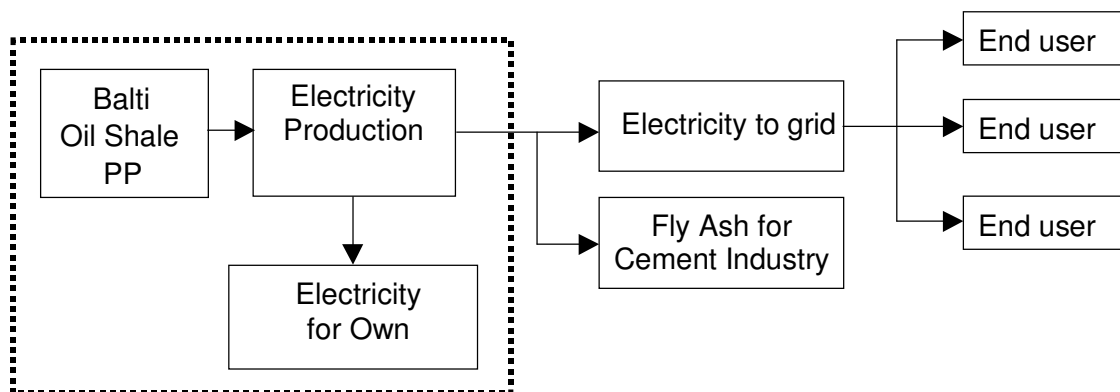 Balti
Oil Shale
PP
Electricity
Production
Electricity
for Own
Electricity to grid
Fly Ash for
Cement Industry
End user
End user
End user